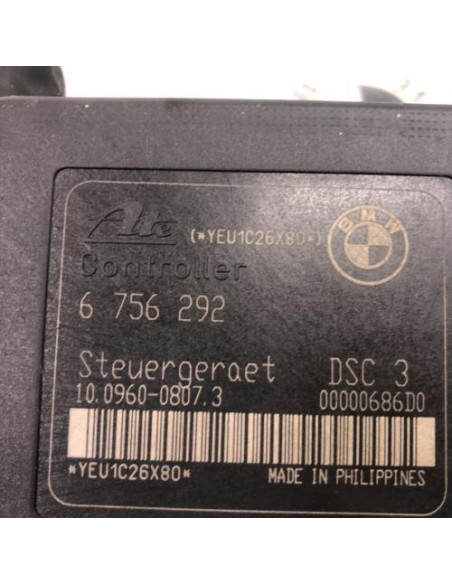 Ate (*YEU1C26X80*) BMW
Controller
6 756 292
Steuergeraet DSC 3
10.0960-0807.3 00000686D0
*YEU1C26X80* MADE IN PHILIPPINES